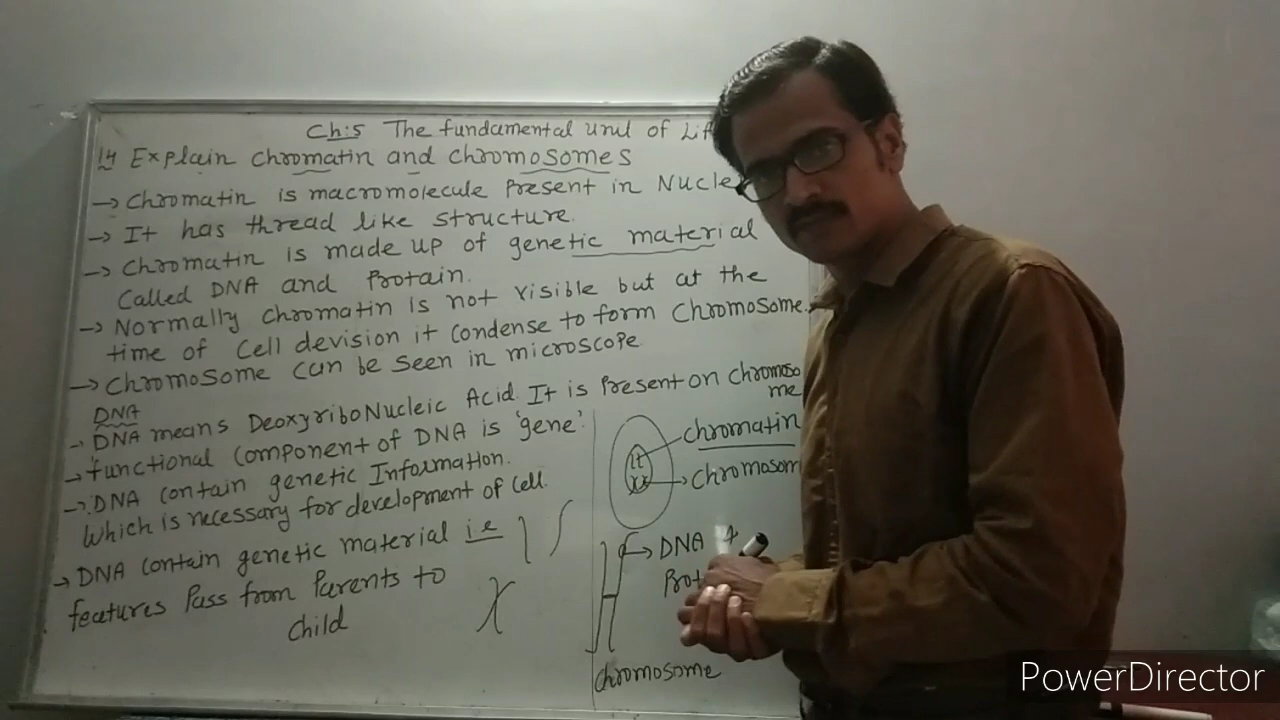 Ch:5 The fundamental unit of Lif
Explain chromatin and chromosomes
→ Chromatin is macromolecule Present in Nucle
→ It has thread like structure.
→ Chromatin is made up of genetic material
Called DNA and Protain.
→ Normally chromatin is not visible but at the
time of cell devision it condense to form Chromosome.
→ Chromosome can be seen in microscope
DNA
→ DNA means DeoxyriboNucleic Acid. It is Present on Chromoso
me
→ functional component of DNA is 'gene'.
→ DNA contain genetic Information.
Which is necessary for development of cell.
→ DNA contain genetic material i.e
features Pass from Parents to
child
chromatin
chromosom
DNA +
Prot
chromosome
PowerDirector